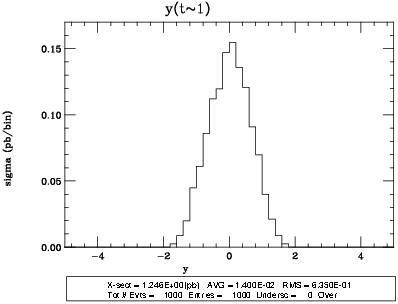 y(t~1)
sigma (pb/bin)
0.15
0.10
0.05
0.00
-4 -2 0 2 4
y
X-sect = 1.246E+00(pb) AVG = 1.400E-02 RMS = 6.350E-01
Tot # Evts = 1000 Entries = 1000 Undersc = 0 Over